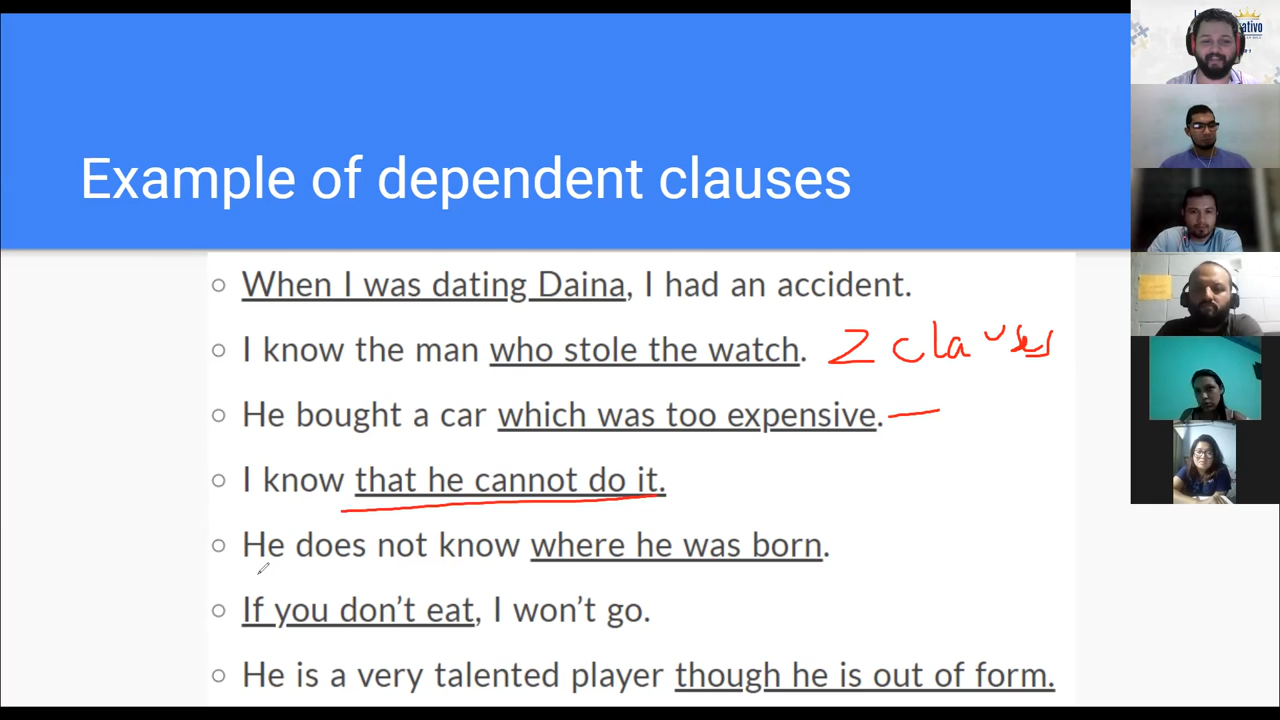 Example of dependent clauses
When I was dating Daina, I had an accident.
I know the man who stole the watch. 2 clauses
He bought a car which was too expensive.
I know that he cannot do it.
He does not know where he was born.
If you don't eat, I won't go.
He is a very talented player though he is out of form.